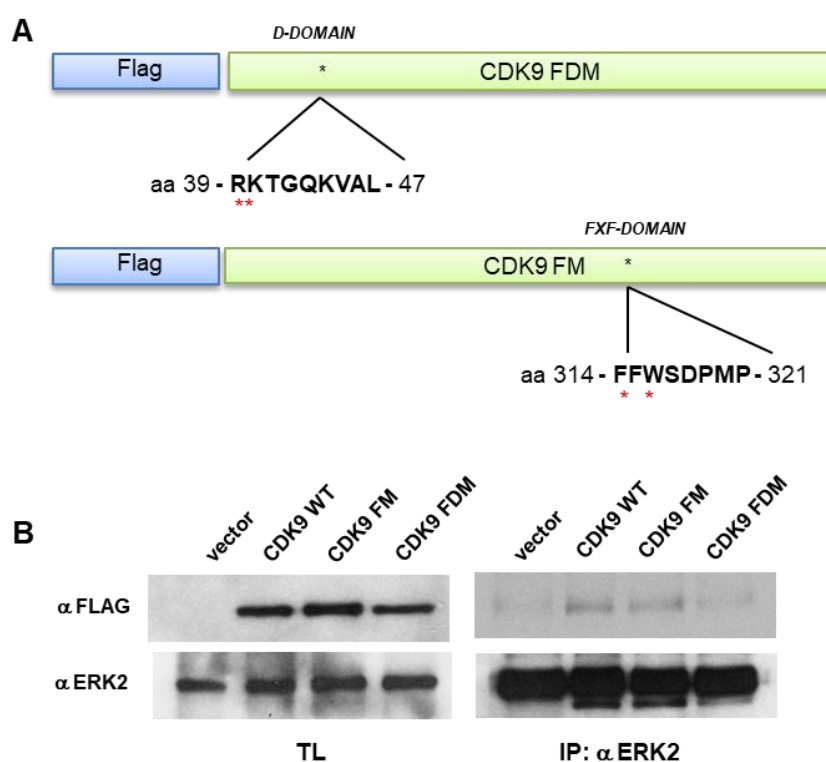 A
D-DOMAIN
Flag
*
CDK9 FDM
aa 39 - RKTGQKVAL - 47
**
FXF-DOMAIN
Flag
CDK9 FM
*
aa 314 - FFWSDPMP - 321
* *
B
vector CDK9 WT CDK9 FM CDK9 FDM vector CDK9 WT CDK9 FM CDK9 FDM
α FLAG
α ERK2
TL IP: α ERK2